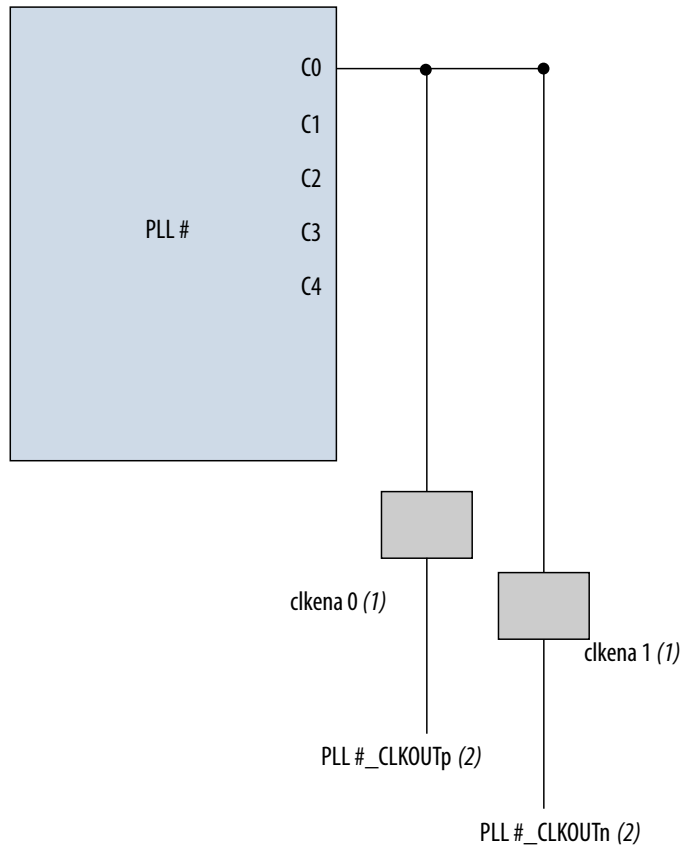 C0
C1
C2
PLL #
C3
C4
clkena 0 (1)
clkena 1 (1)
PLL #_CLKOUTp (2)
PLL #_CLKOUTn (2)